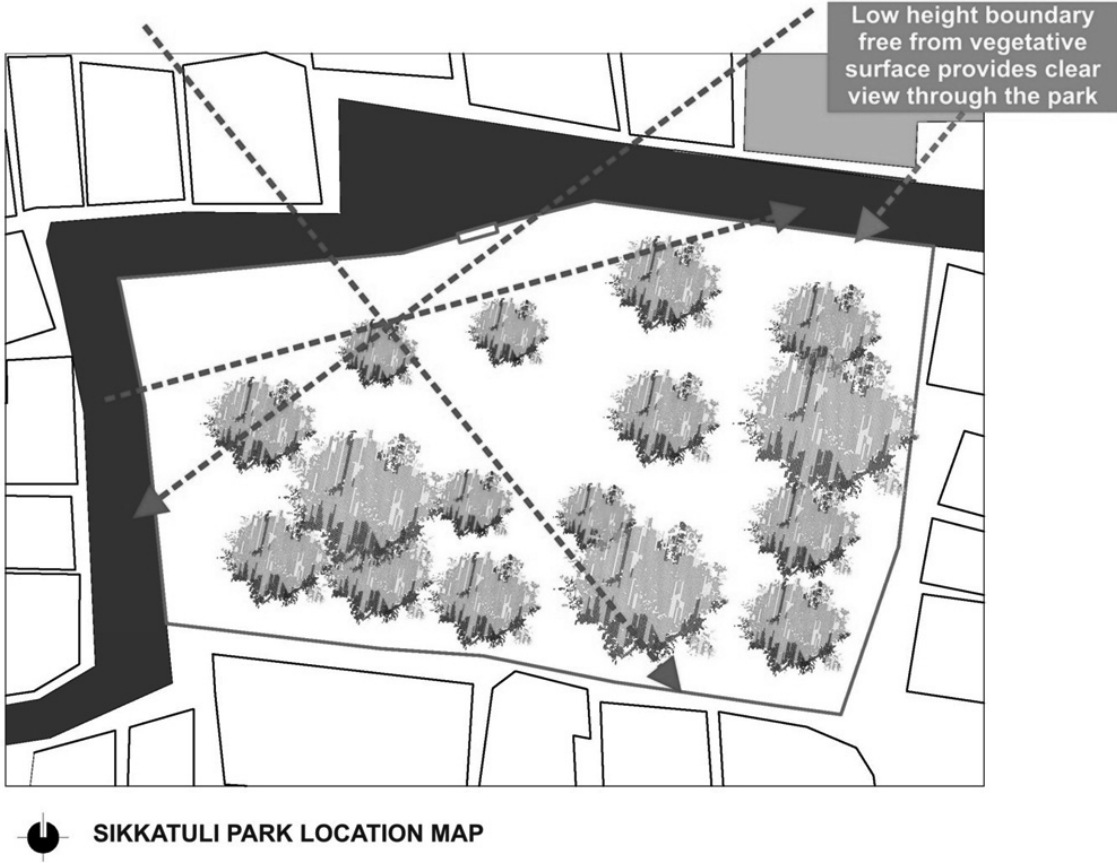 Low height boundary
free from vegetative
surface provides clear
view through the park
SIKKATULI PARK LOCATION MAP